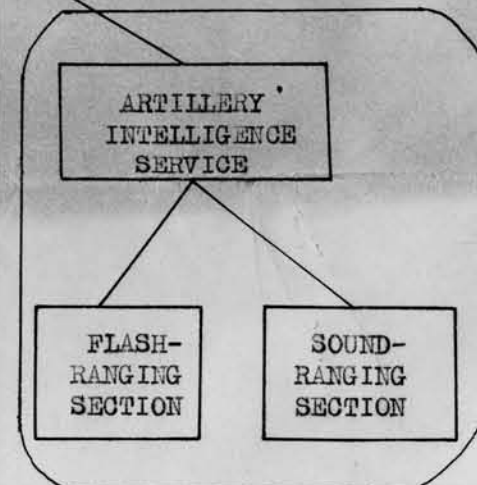 ARTILLERY
INTELLIGENCE
SERVICE
FLASH-
RANGING
SECTION
SOUND-
RANGING
SECTION